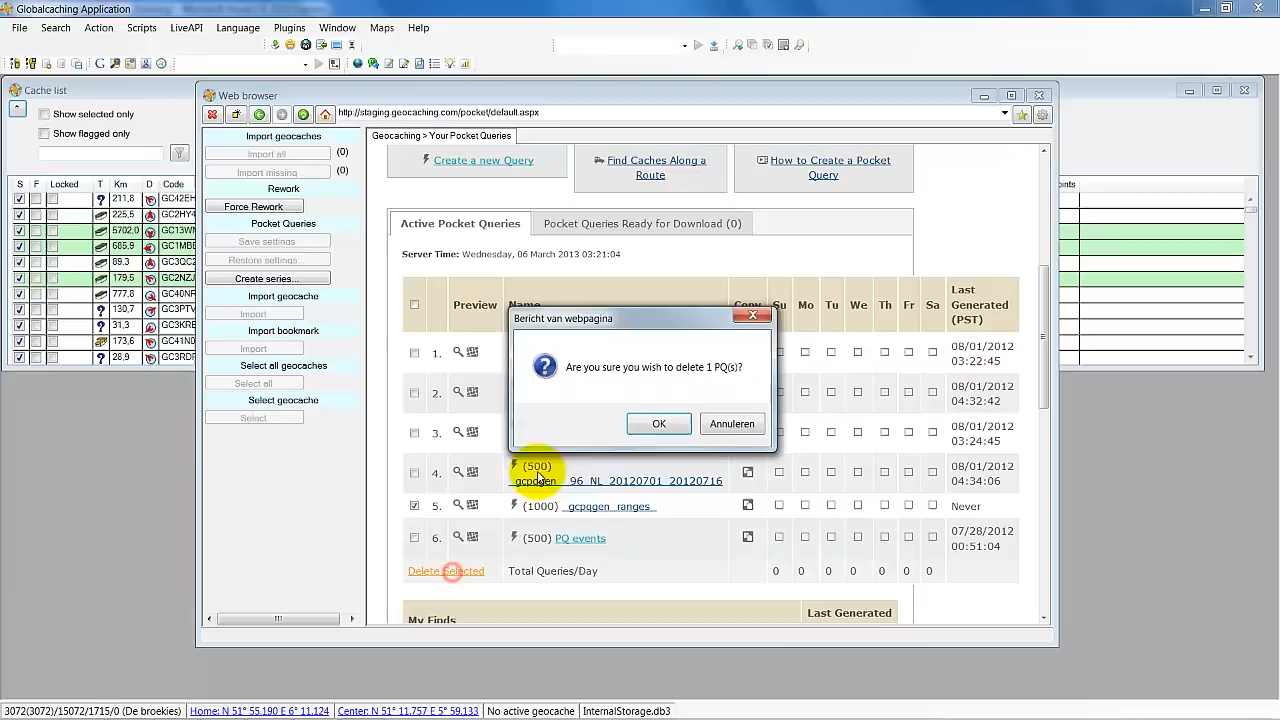 Globalcaching Application
File Search Action Scripts LiveAPI Language Plugins Window Maps Help
Cache list
Show selected only
Show flagged only
S F Locked T Km D Code
211,8 GC42EH
225,5 GC2HY4
5702,0 GC13WM
685,9 GC1MBE
89,3 GC3QC2
179,5 GC2NZJ
777,8 GC40NR
130,7 GC3PTV
31,3 GC3KRE
173,6 GC41N0
28,9 GC3RDF
Web browser
http://staging.geocaching.com/pocket/default.aspx
Import geocaches
Import all (0)
Import missing (0)
Rework
Force Rework
Pocket Queries
Save settings
Restore settings
Create series...
Import geocache
Import
Import bookmark
Import
Select all geocaches
Select all
Select geocache
Select
Geocaching > Your Pocket Queries
Create a new Query
Find Caches Along a
Route
How to Create a Pocket
Query
Active Pocket Queries
Pocket Queries Ready for Download (0)
Server Time: Wednesday, 06 March 2013 03:21:04
Preview Name Copy Su Mo Tu We Th Fr Sa Last
Generated
(PST)
1. 08/01/2012
03:22:45
2. 08/01/2012
04:32:42
3. 08/01/2012
03:24:45
4. (500)
_gcpqgen_ 96_NL_20120701_20120716
08/01/2012
04:34:06
5. (1000) _gcpqgen_ranges_ Never
6. (500) PQ events 07/28/2012
00:51:04
Delete Selected Total Queries/Day 0 0 0 0 0 0 0
My Finds Last Generated
Bericht van webpagina
Are you sure you wish to delete 1 PQ(s)?
OK Annuleren
3072(3072)/15072/1715/0 (De broekies) Home: N 51° 55.190 E 6° 11.124 Center: N 51° 11.757 E 5° 59.133 No active geocache InternalStorage.db3